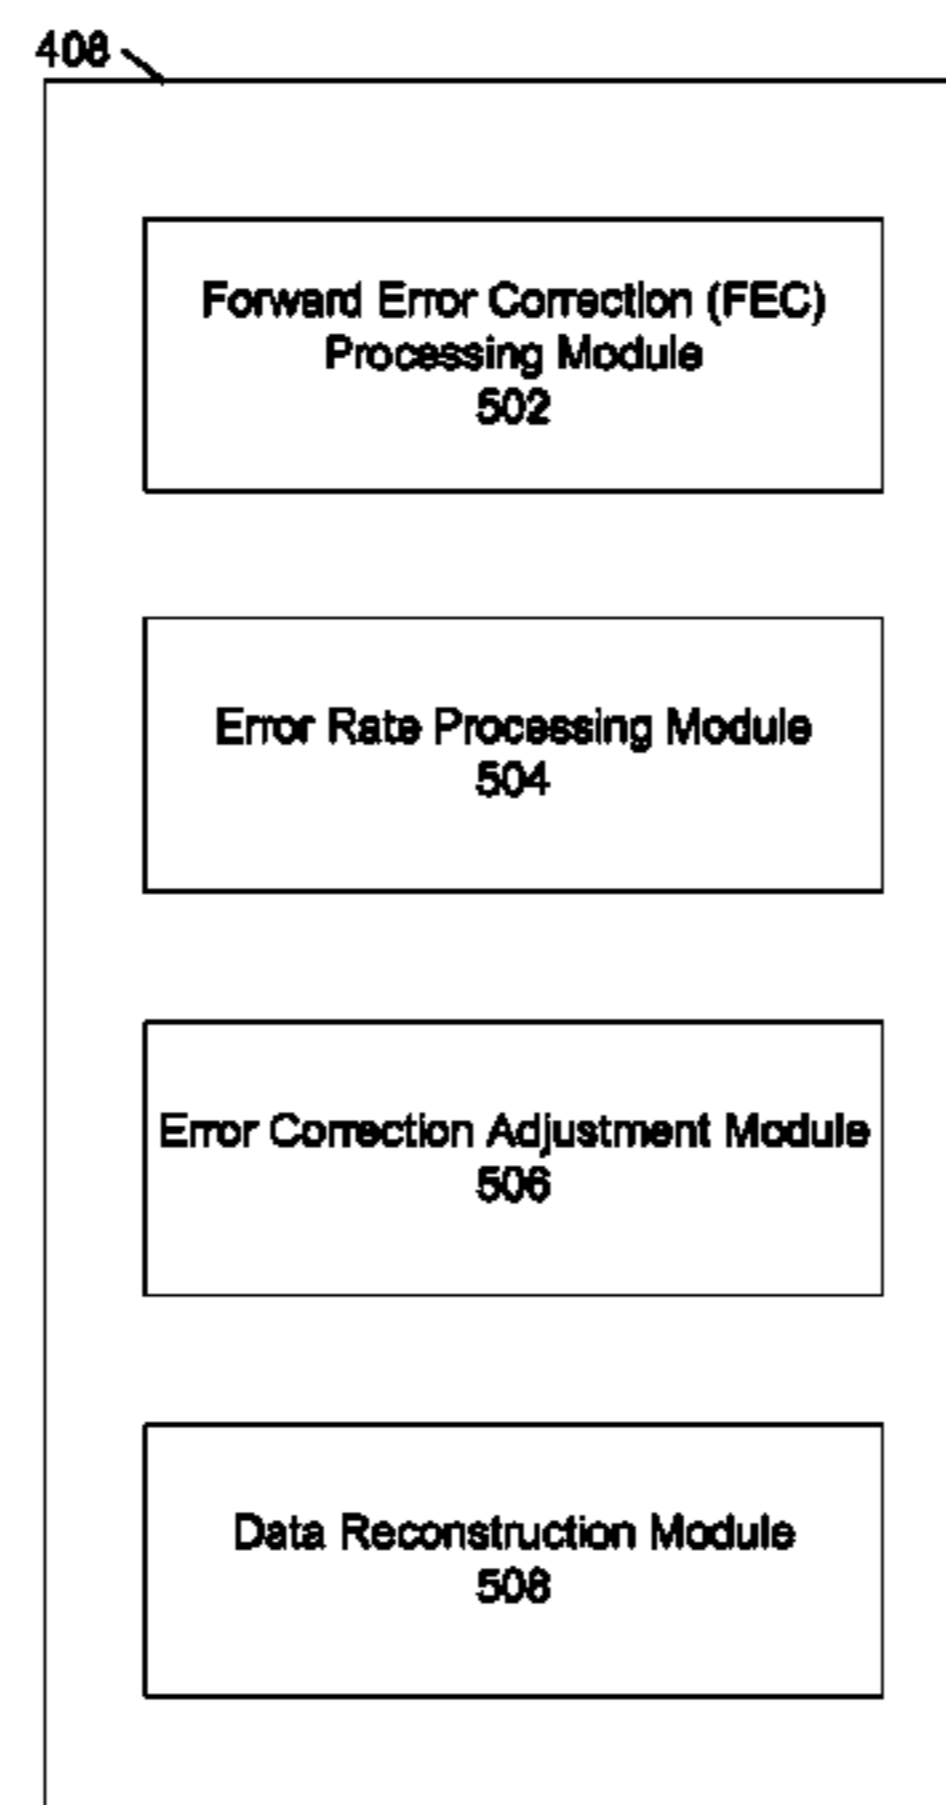 408
Forward Error Correction (FEC)
Processing Module
502
Error Rate Processing Module
504
Error Correction Adjustment Module
506
Data Reconstruction Module
508